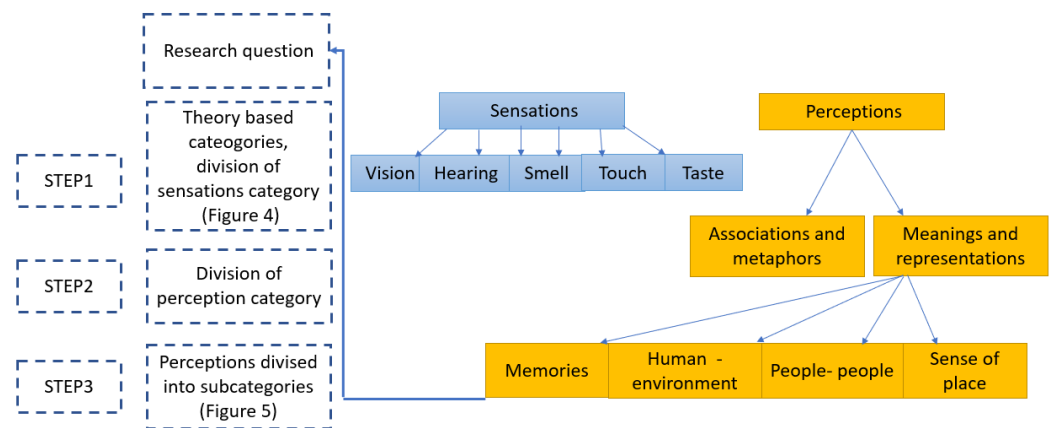 Research question
Theory based
cateogories,
division of
sensations category
(Figure 4)
STEP1
Division of
perception category
STEP2
Perceptions divised
into subcategories
(Figure 5)
STEP3
Sensations
Vision
Hearing
Smell
Touch
Taste
Perceptions
Associations and
metaphors
Meanings and
representations
Memories
Human -
environment
People- people
Sense of
place